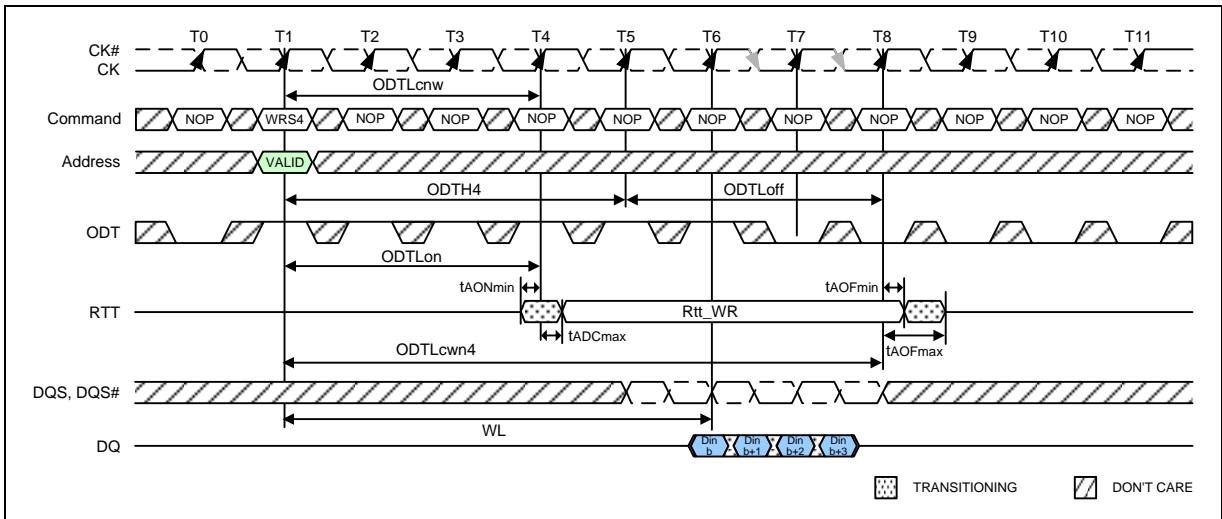 T0 T1 T2 T3 T4 T5 T6 T7 T8 T9 T10 T11
CK#
CK
ODTLcnw
Command NOP WRS4 NOP NOP NOP NOP NOP NOP NOP NOP NOP NOP
Address VALID
ODTH4 ODTLoff
ODT
ODTLon
tAONmin tAOFmin
RTT Rtt_WR
tADCmax tAOFmax
ODTLcwn4
DQS, DQS#
WL
DQ Din b Din b+1 Din b+2 Din b+3
TRANSITIONING DON'T CARE